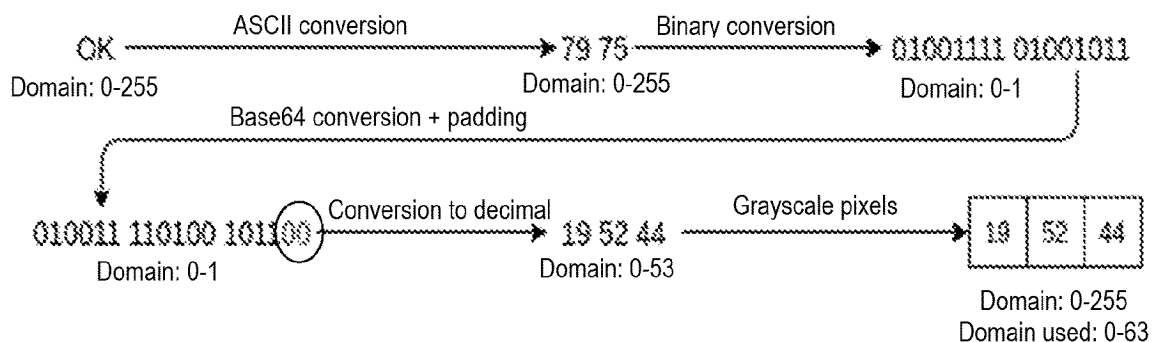 ASCII conversion
Binary conversion
OK
79 75
01001111 01001011
Domain: 0-255
Domain: 0-255
Domain: 0-1
Base64 conversion + padding
Conversion to decimal
Grayscale pixels
010011 110100 101100
19 52 44
19 52 44
Domain: 0-1
Domain: 0-53
Domain: 0-255
Domain used: 0-63